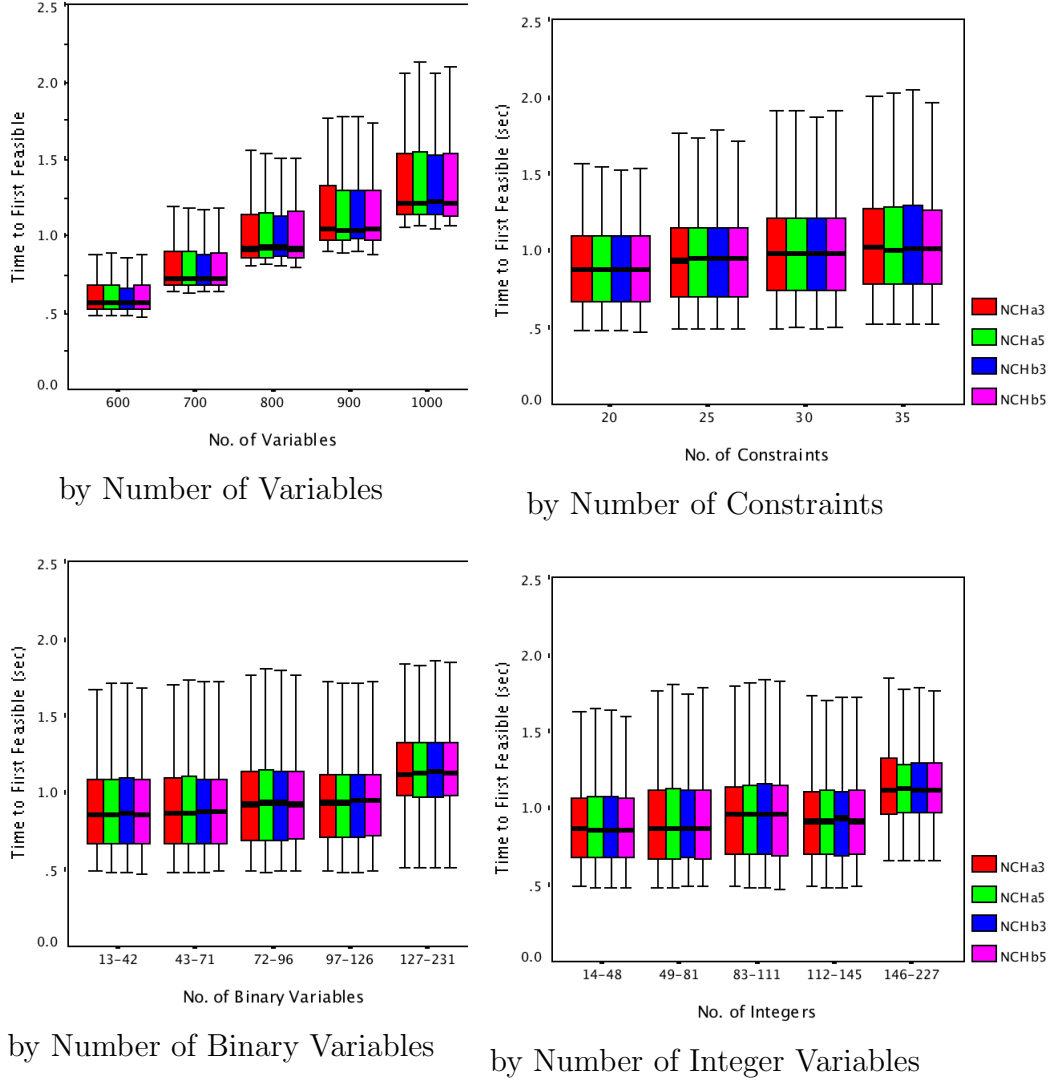 2.5
2.0
1.5
1.0
.5
0.0
Time to First Feasible
600 700 800 900 1000
No. of Variables
by Number of Variables
2.5
2.0
1.5
1.0
.5
0.0
Time to First Feasible (sec)
20 25 30 35
No. of Constraints
NCHa3
NCHa5
NCHb3
NCHb5
by Number of Constraints
2.5
2.0
1.5
1.0
.5
0.0
Time to First Feasible (sec)
13-42 43-71 72-96 97-126 127-231
No. of Binary Variables
by Number of Binary Variables
2.5
2.0
1.5
1.0
.5
0.0
Time to First Feasible (sec)
14-48 49-81 83-111 112-145 146-227
No. of Integers
NCHa3
NCHa5
NCHb3
NCHb5
by Number of Integer Variables